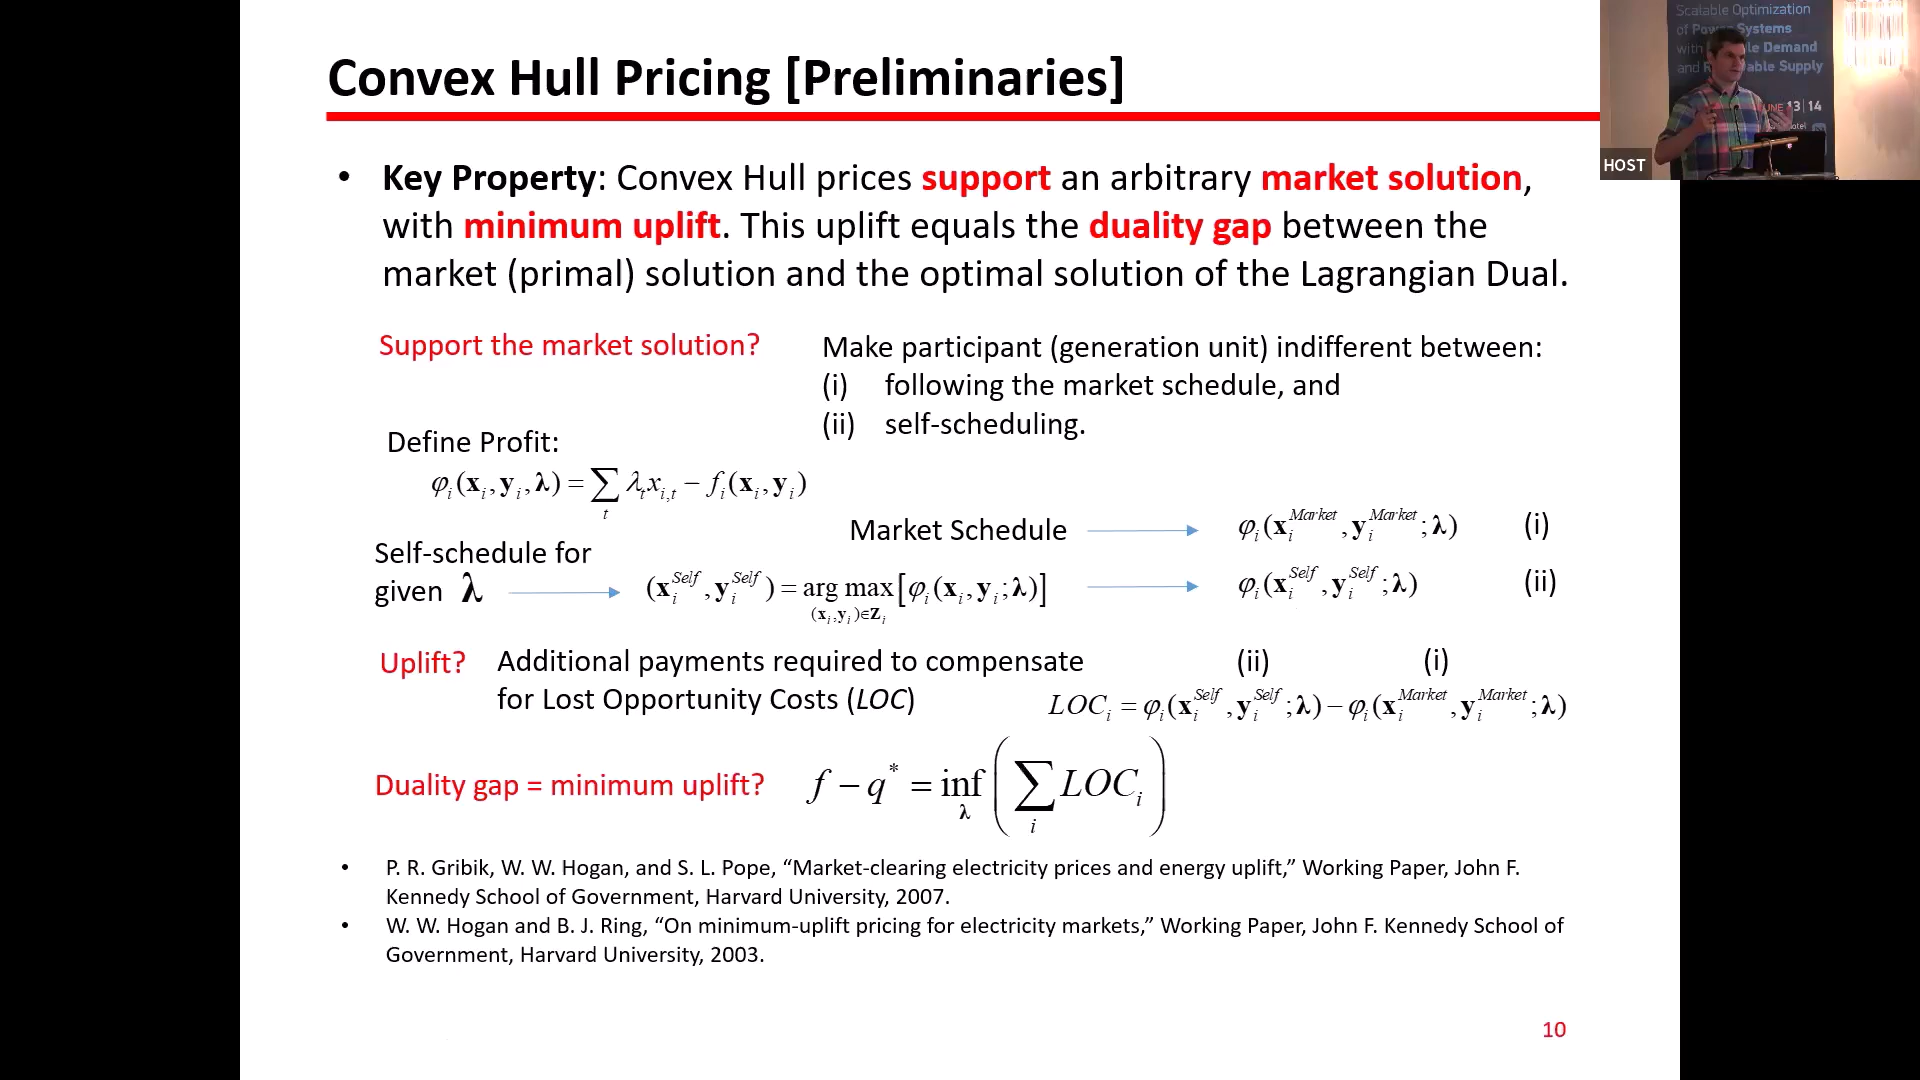 Convex Hull Pricing [Preliminaries]
• Key Property: Convex Hull prices support an arbitrary market solution,
with minimum uplift. This uplift equals the duality gap between the
market (primal) solution and the optimal solution of the Lagrangian Dual.
Support the market solution?
Make participant (generation unit) indifferent between:
(i) following the market schedule, and
(ii) self-scheduling.
Define Profit:
φ_i(x_i, y_i, λ) = ∑_t λ_t x_{i,t} − f_i(x_i, y_i)
Market Schedule
φ_i(x_i^{Market}, y_i^{Market}; λ) (i)
Self-schedule for
given λ
(x_i^{Self}, y_i^{Self}) = arg max_{(x_i, y_i)∈Z_i} [φ_i(x_i, y_i; λ)]
φ_i(x_i^{Self}, y_i^{Self}; λ) (ii)
Uplift?
Additional payments required to compensate
for Lost Opportunity Costs (LOC)
(ii) (i)
LOC_i = φ_i(x_i^{Self}, y_i^{Self}; λ) − φ_i(x_i^{Market}, y_i^{Market}; λ)
Duality gap = minimum uplift?
f − q^* = inf_λ (∑_i LOC_i)
• P. R. Gribik, W. W. Hogan, and S. L. Pope, “Market-clearing electricity prices and energy uplift,” Working Paper, John F.
Kennedy School of Government, Harvard University, 2007.
• W. W. Hogan and B. J. Ring, “On minimum-uplift pricing for electricity markets,” Working Paper, John F. Kennedy School of
Government, Harvard University, 2003.
10
Scalable Optimization
of Systems
with Demand
and Supply
13|14
HOST